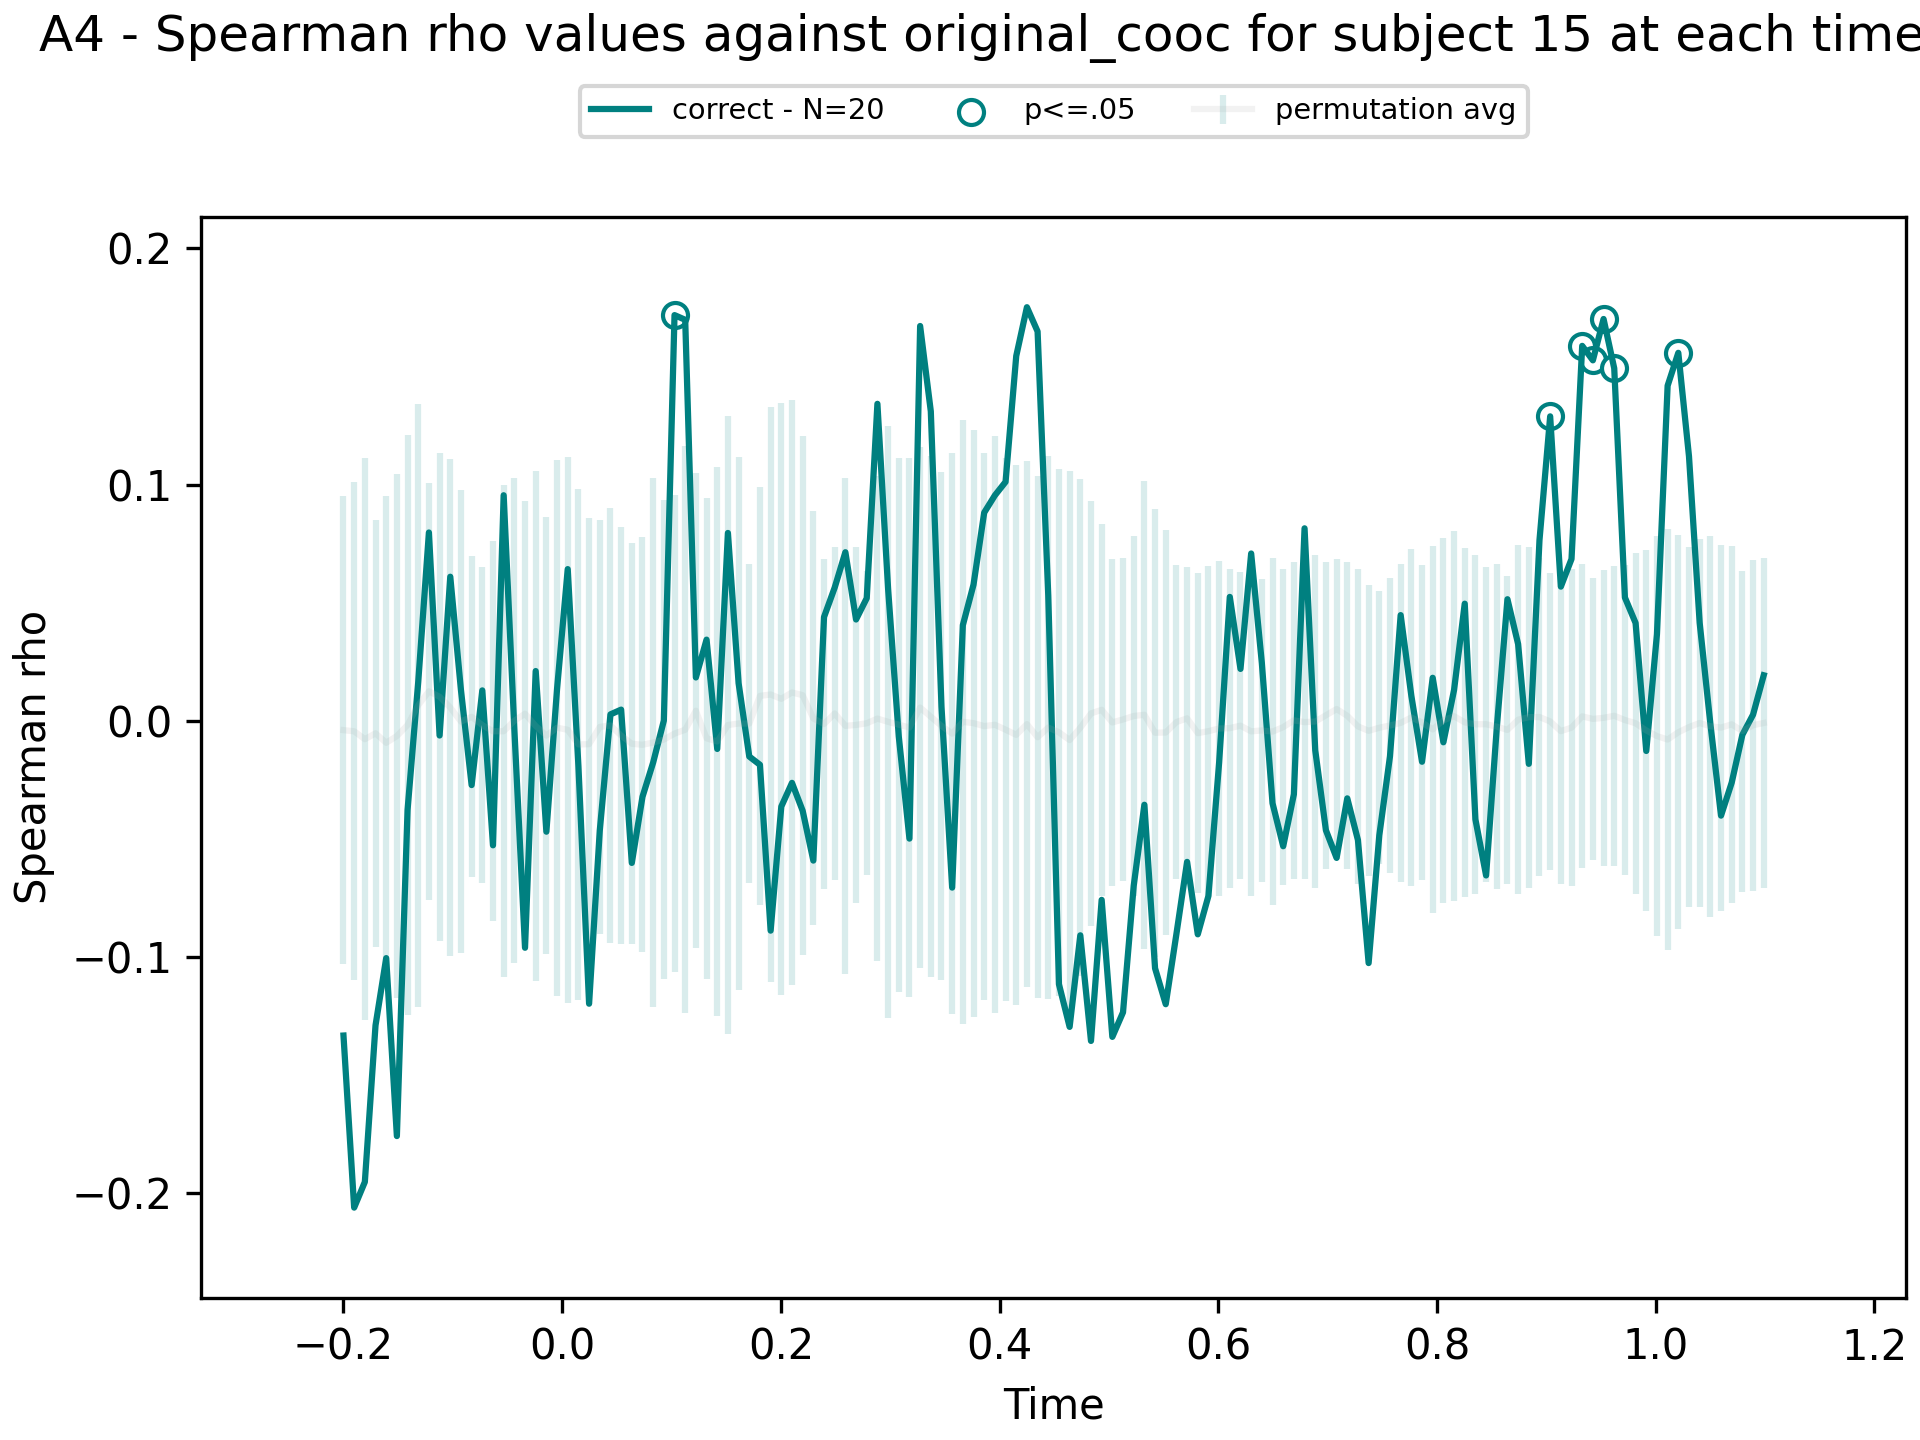 A4 - Spearman rho values against original_cooc for subject 15 at each time
correct - N=20 p<=.05 permutation avg
0.2
0.1
0.0
−0.1
−0.2
Spearman rho
−0.2 0.0 0.2 0.4 0.6 0.8 1.0 1.2
Time